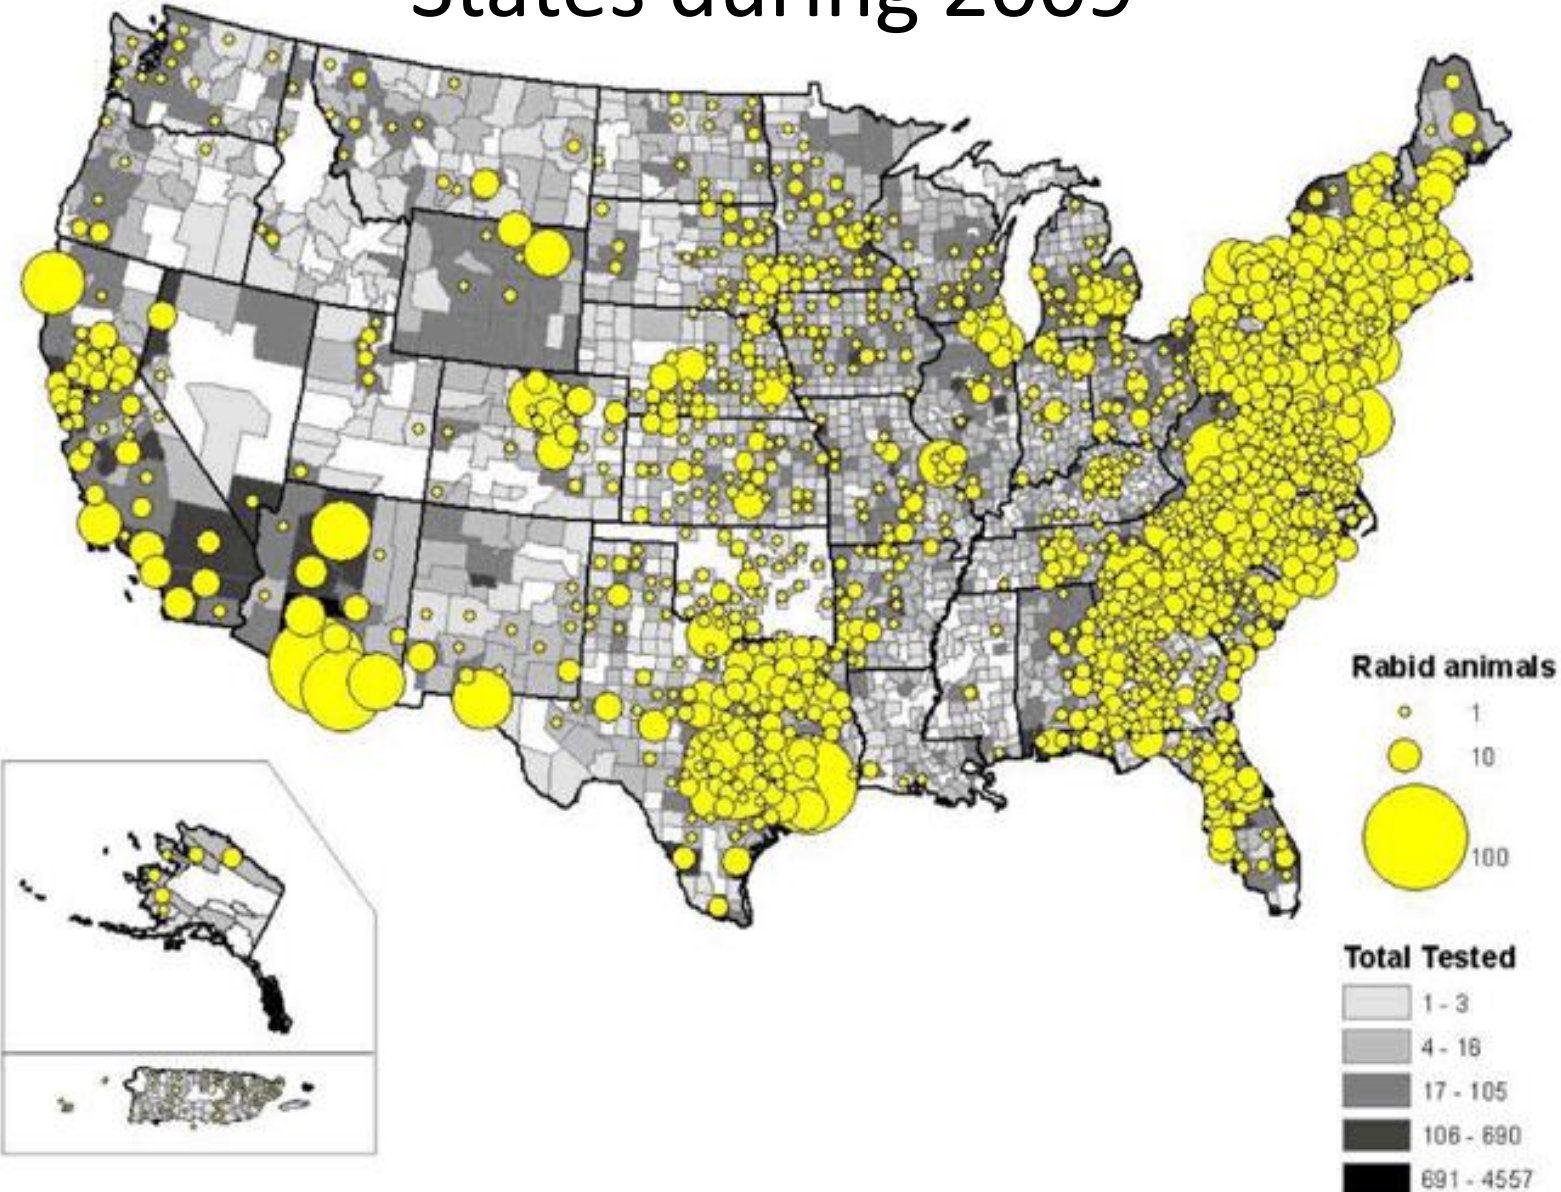 States during 2009
Rabid animals
1
10
100
Total Tested
1 - 3
4 - 16
17 - 105
106 - 690
691 - 4557